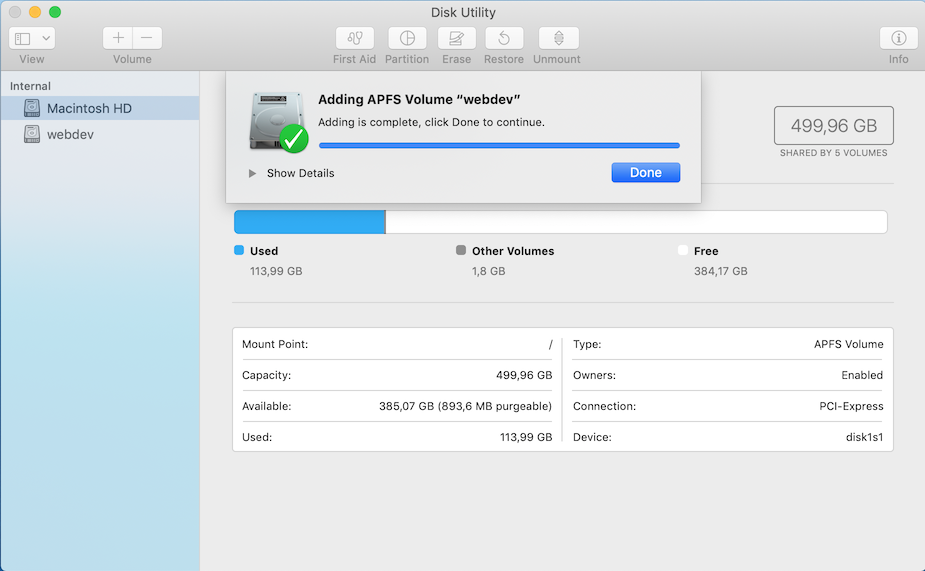 Disk Utility
View
Volume
First Aid
Partition
Erase
Restore
Unmount
Info
Internal
Macintosh HD
webdev
Adding APFS Volume “webdev”
Adding is complete, click Done to continue.
Show Details
Done
499,96 GB
SHARED BY 5 VOLUMES
Used
113,99 GB
Other Volumes
1,8 GB
Free
384,17 GB
Mount Point: /
Capacity: 499,96 GB
Available: 385,07 GB (893,6 MB purgeable)
Used: 113,99 GB
Type: APFS Volume
Owners: Enabled
Connection: PCI-Express
Device: disk1s1